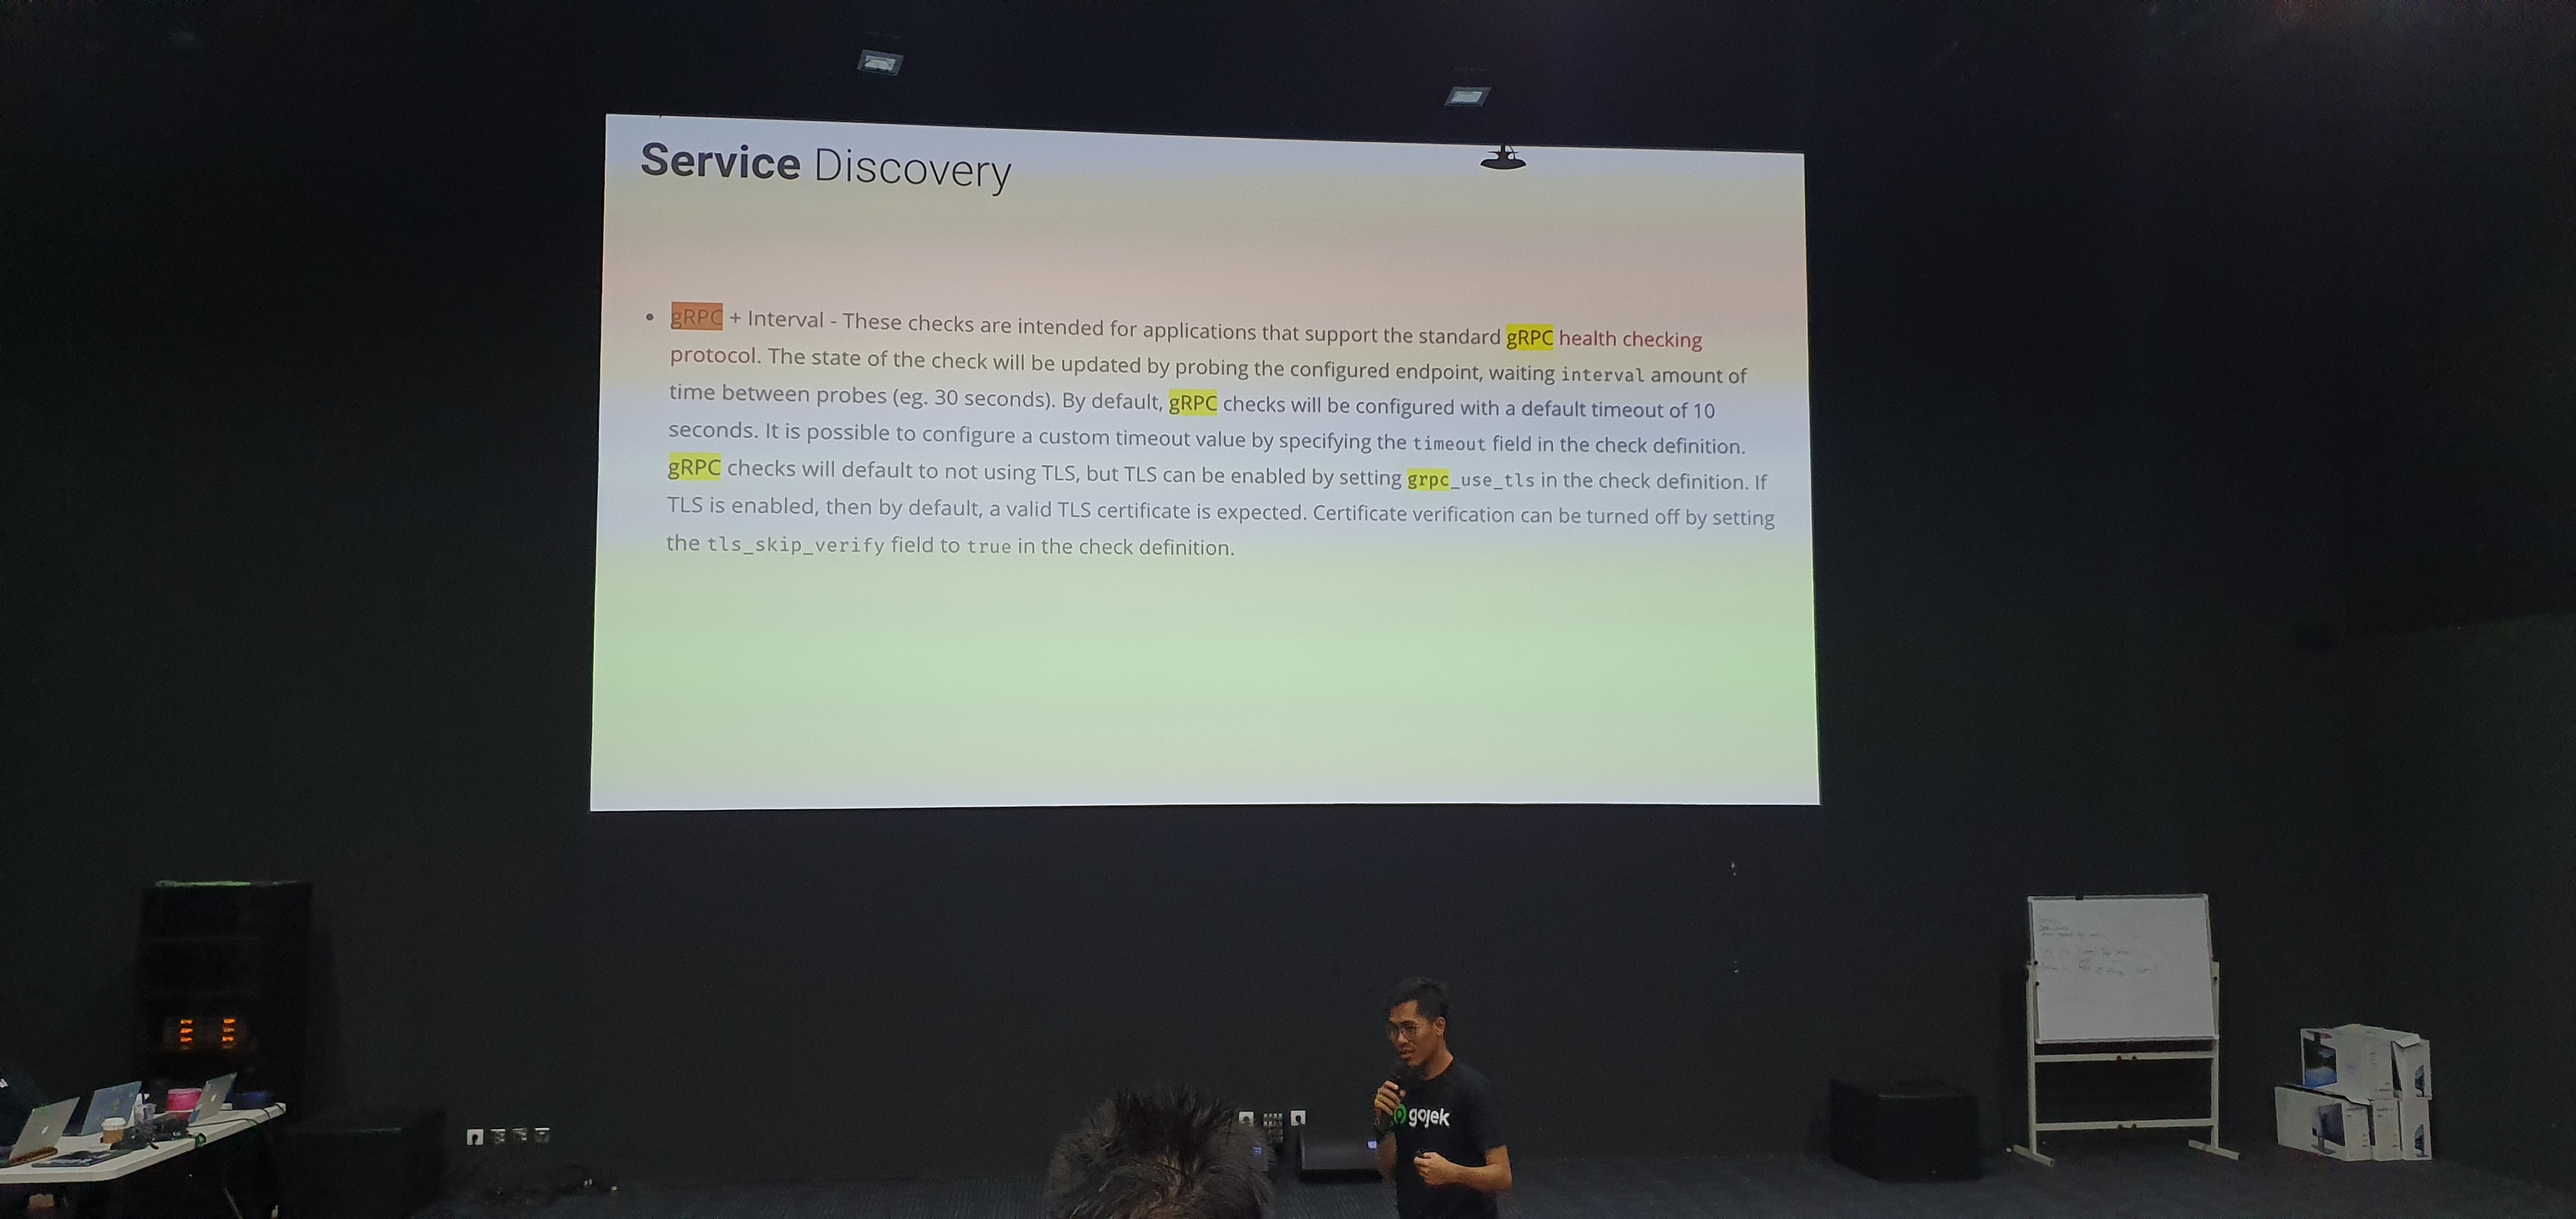 Service Discovery
• gRPC + Interval - These checks are intended for applications that support the standard gRPC health checking
protocol. The state of the check will be updated by probing the configured endpoint, waiting interval amount of
time between probes (eg. 30 seconds). By default, gRPC checks will be configured with a default timeout of 10
seconds. It is possible to configure a custom timeout value by specifying the timeout field in the check definition.
gRPC checks will default to not using TLS, but TLS can be enabled by setting grpc_use_tls in the check definition. If
TLS is enabled, then by default, a valid TLS certificate is expected. Certificate verification can be turned off by setting
the tls_skip_verify field to true in the check definition.
gojek